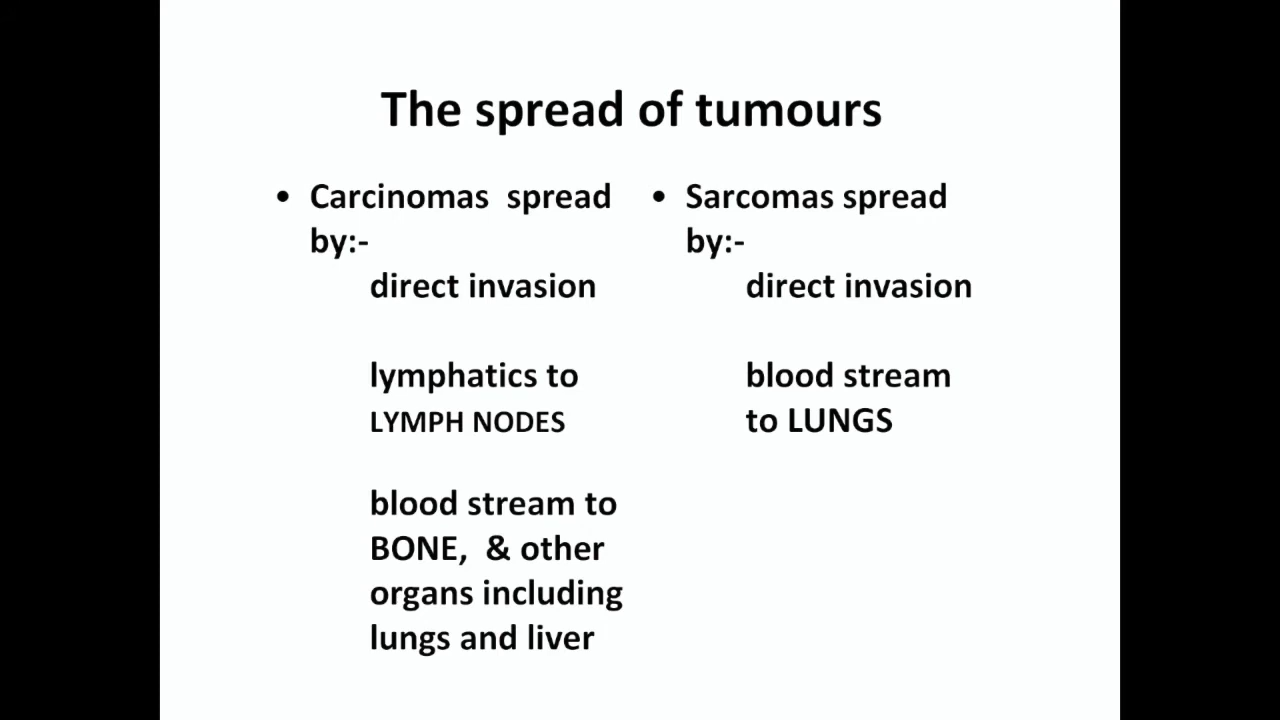 The spread of tumours
• Carcinomas spread
by:-
direct invasion
lymphatics to
LYMPH NODES
blood stream to
BONE, & other
organs including
lungs and liver
• Sarcomas spread
by:-
direct invasion
blood stream
to LUNGS